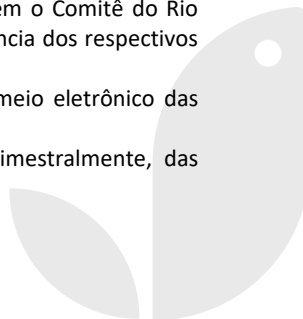 em o Comitê do Rio
ncia dos respectivos
meio eletrônico das
imestralmente, das